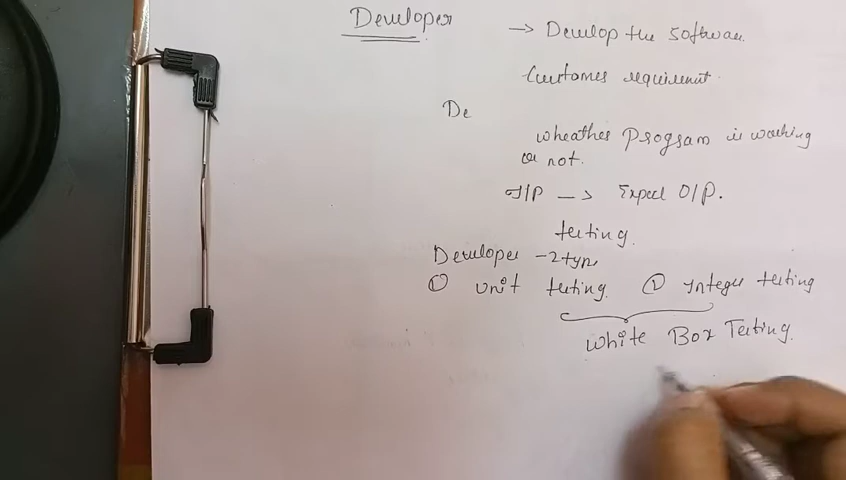 Developer → Develop the software
Customer requirement
De
wheather program is working
or not.
I/P → Expect O/P.
testing.
Developer - 2 type
① unit testing. ② Integer testing
white Box Testing.